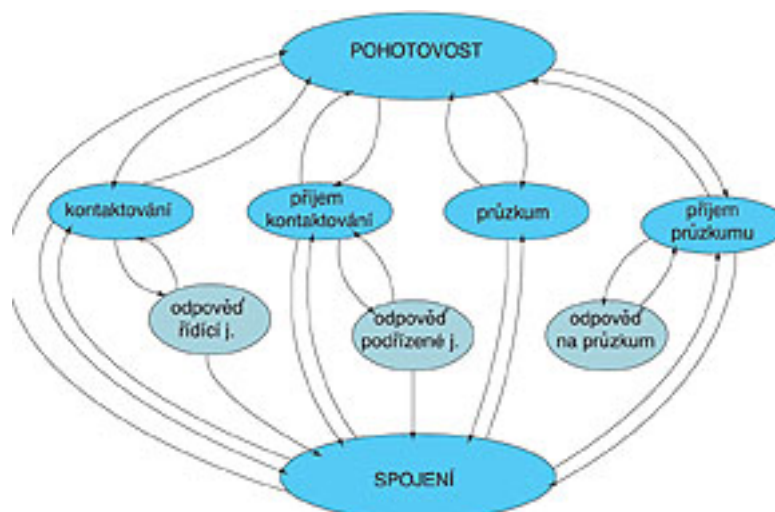 POHOTOVOST
kontaktování
příjem
kontaktování
průzkum
příjem
průzkumu
odpověď
řídící j.
odpověď
podřízené j.
odpověď
na průzkum
SPOJENÍ